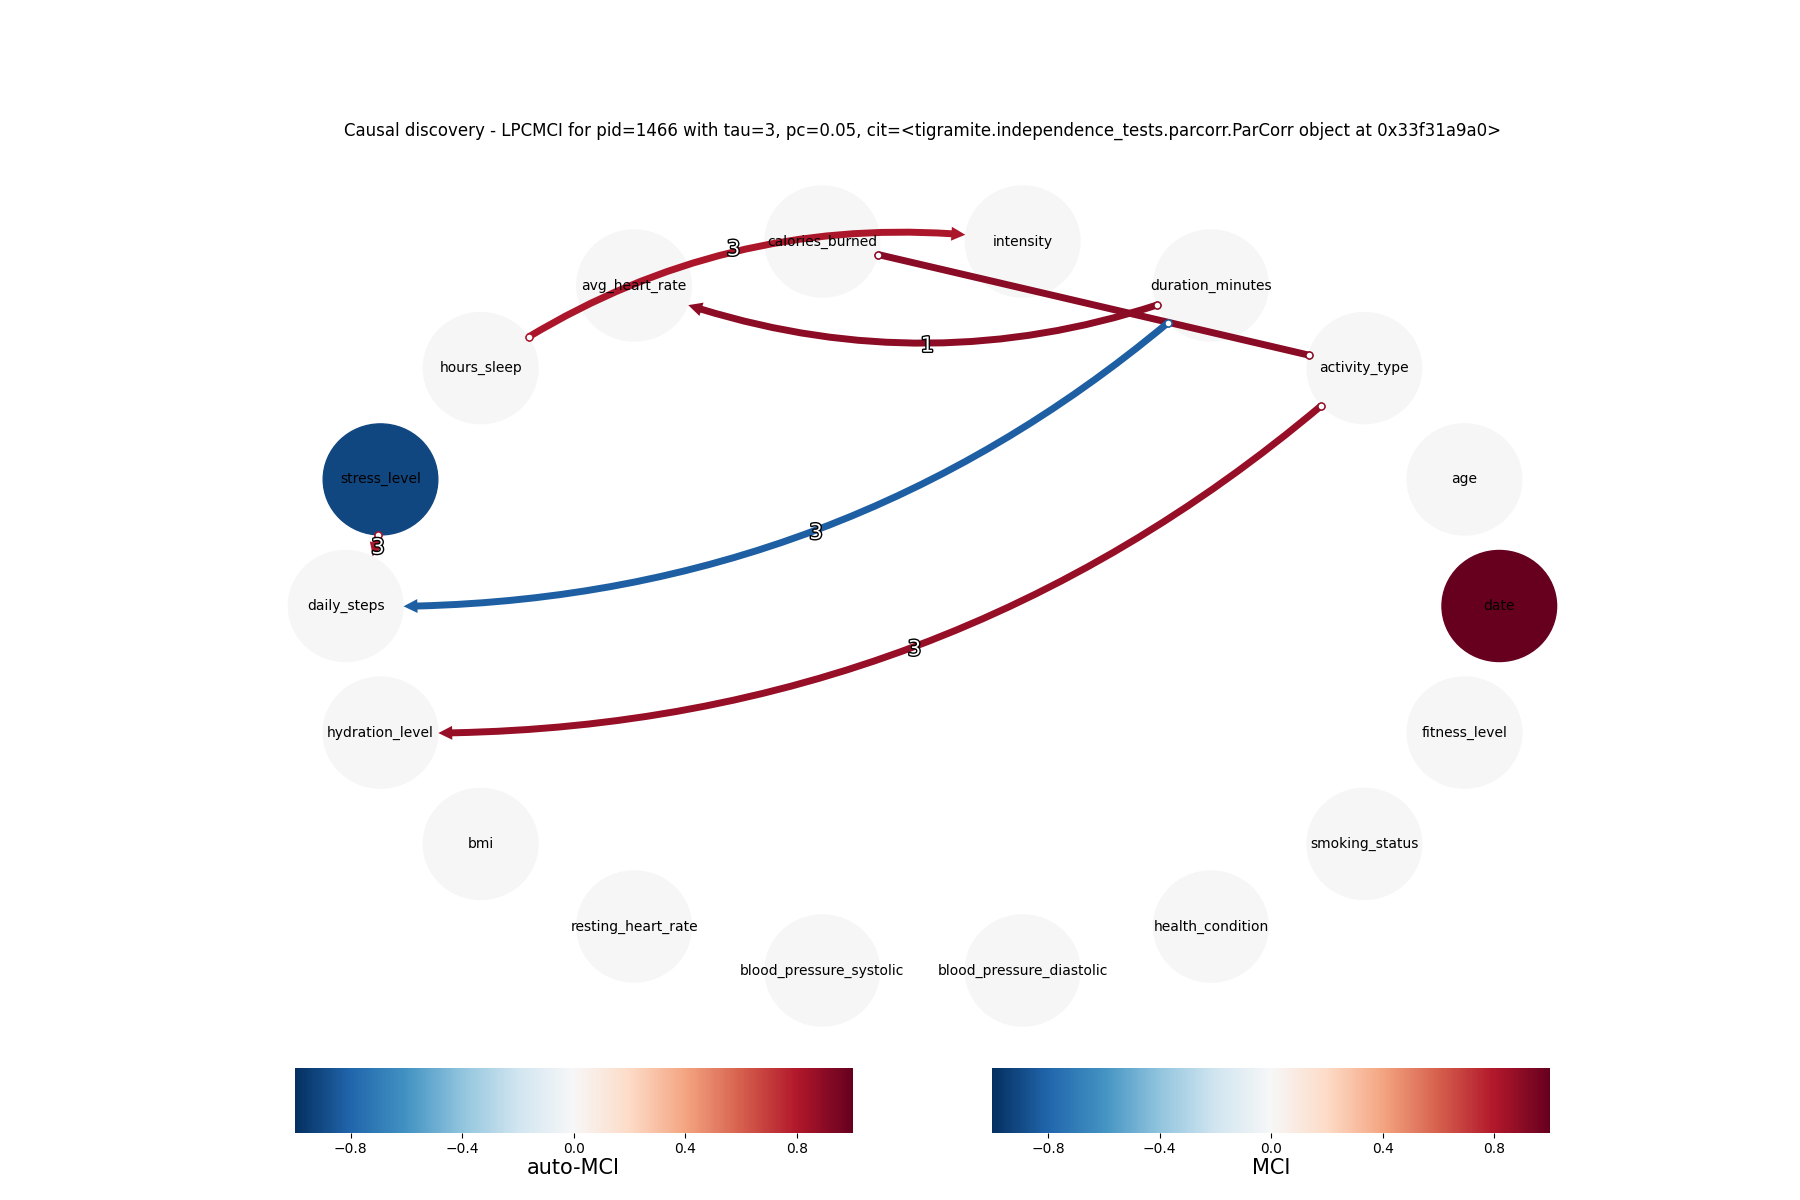 Causal discovery - LPCMCI for pid=1466 with tau=3, pc=0.05, cit=<tigramite.independence_tests.parcorr.ParCorr object at 0x33f31a9a0>
calories_burned
intensity
3
avg_heart_rate
duration_minutes
1
hours_sleep
activity_type
stress_level
age
3
3
daily_steps
date
3
hydration_level
fitness_level
bmi
smoking_status
resting_heart_rate
health_condition
blood_pressure_systolic
blood_pressure_diastolic
−0.8 −0.4 0.0 0.4 0.8
auto-MCI
−0.8 −0.4 0.0 0.4 0.8
MCI